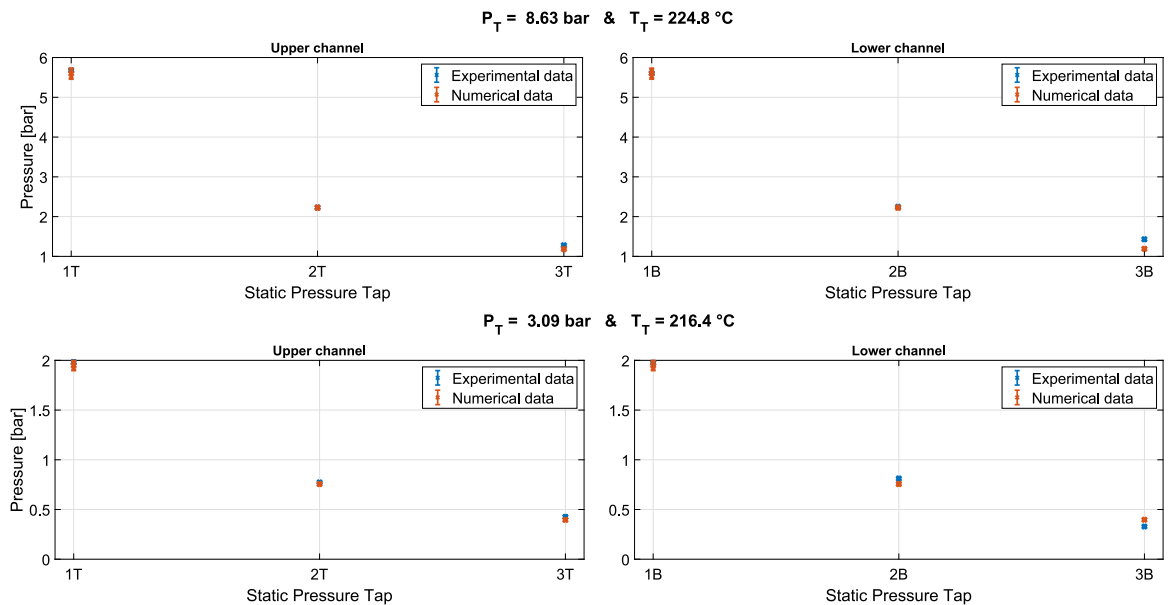 P_T = 8.63 bar & T_T = 224.8 °C
Upper channel
6
5
4
3
2
1
Pressure [bar]
Experimental data
Numerical data
1T 2T 3T
Static Pressure Tap
Lower channel
6
5
4
3
2
1
Experimental data
Numerical data
1B 2B 3B
Static Pressure Tap
P_T = 3.09 bar & T_T = 216.4 °C
Upper channel
2
1.5
1
0.5
0
Pressure [bar]
Experimental data
Numerical data
1T 2T 3T
Static Pressure Tap
Lower channel
2
1.5
1
0.5
0
Experimental data
Numerical data
1B 2B 3B
Static Pressure Tap